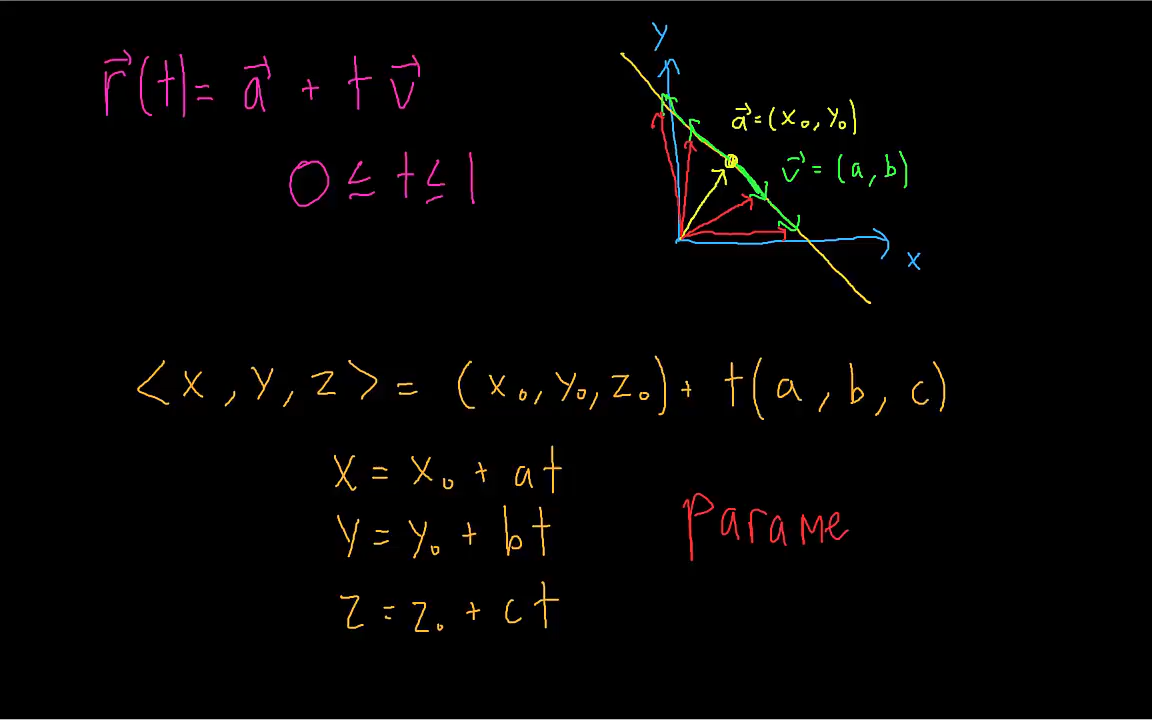 r⃗(t)= a⃗ + t v⃗
0 ≤ t ≤ 1
y
a⃗=(x₀,y₀)
v⃗ = (a, b)
x
<x, y, z> = (x₀, y₀, z₀) + t(a, b, c)
x = x₀ + at
y = y₀ + bt
z = z₀ + ct
Parame